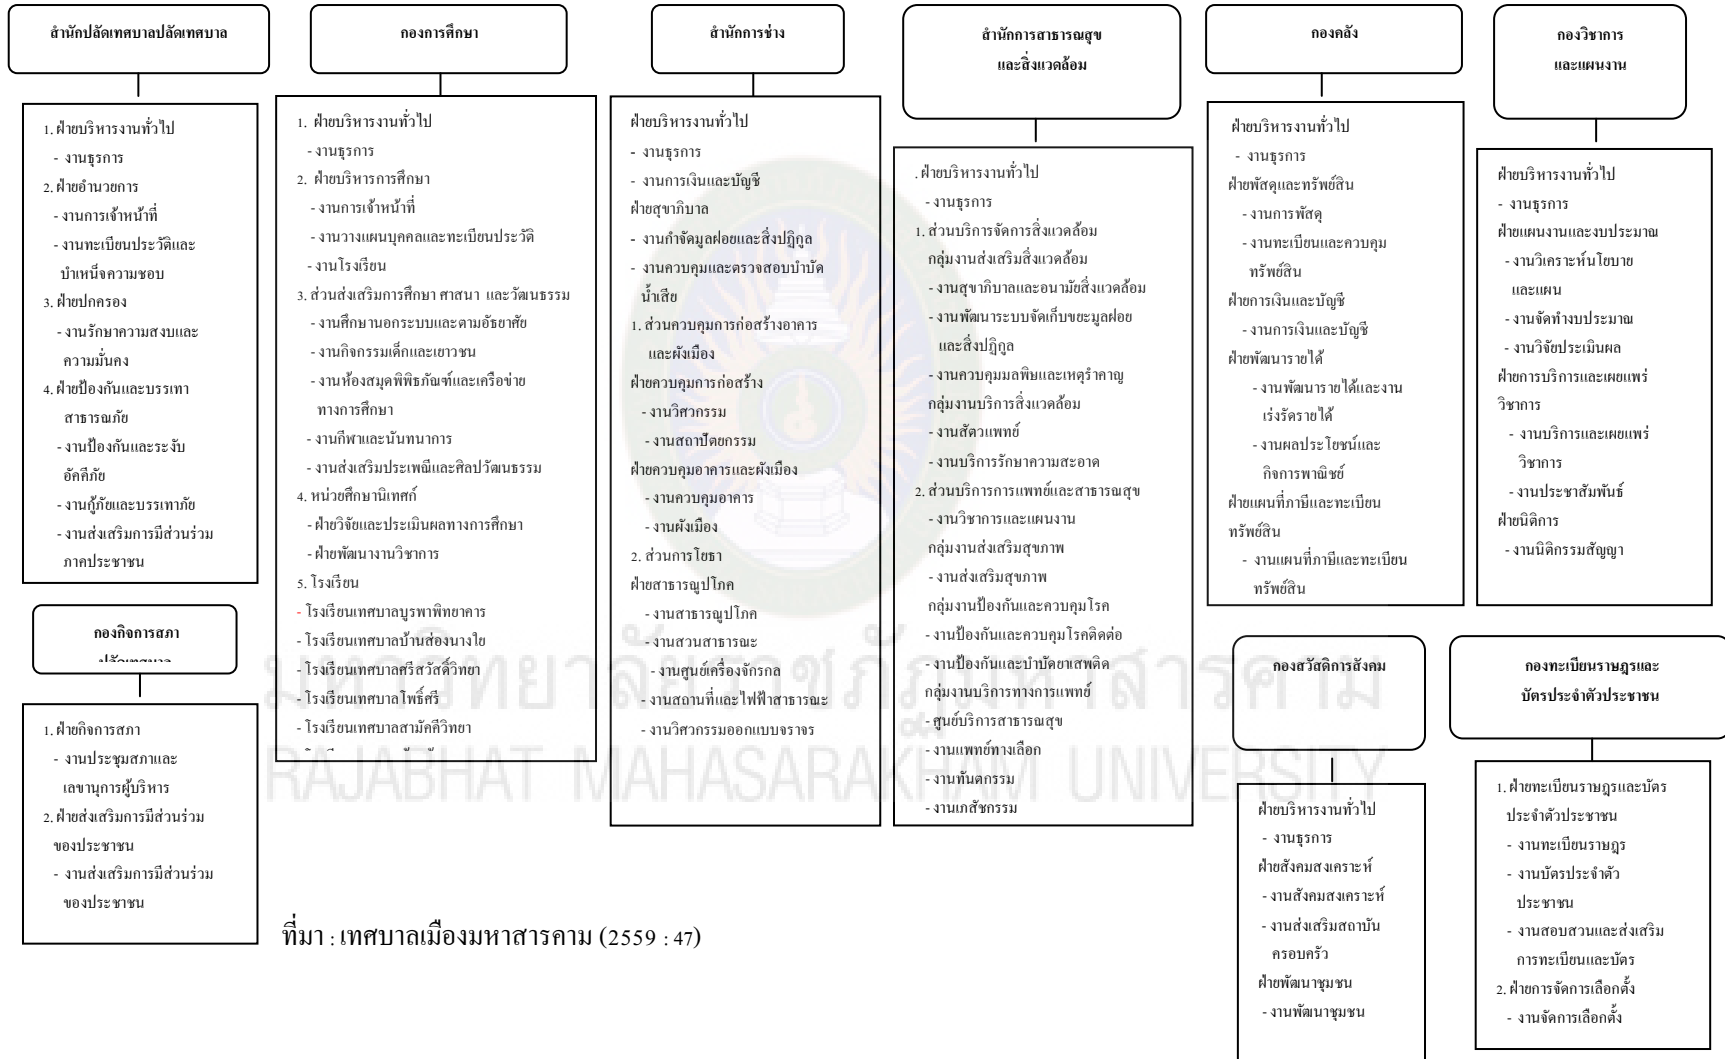 สำนักปลัดเทศบาลปลัดเทศบาล
1. ฝ่ายบริหารงานทั่วไป
- งานธุรการ
2. ฝ่ายอำนวยการ
- งานการเจ้าหน้าที่
- งานทะเบียนประวัติและ
บำเหน็จความชอบ
3. ฝ่ายปกครอง
- งานรักษาความสงบและ
ความมั่นคง
4. ฝ่ายป้องกันและบรรเทา
สาธารณภัย
- งานป้องกันและระงับ
อัคคีภัย
- งานกู้ภัยและบรรเทาภัย
- งานส่งเสริมการมีส่วนร่วม
ภาคประชาชน
กองกิจการสภา
ปลัดเทศบาล
1. ฝ่ายกิจการสภา
- งานประชุมสภาและ
เลขานุการผู้บริหาร
2. ฝ่ายส่งเสริมการมีส่วนร่วม
ของประชาชน
- งานส่งเสริมการมีส่วนร่วม
ของประชาชน
กองการศึกษา
1. ฝ่ายบริหารงานทั่วไป
- งานธุรการ
2. ฝ่ายบริหารการศึกษา
- งานการเจ้าหน้าที่
- งานวางแผนบุคคลและทะเบียนประวัติ
- งานโรงเรียน
3. ส่วนส่งเสริมการศึกษา ศาสนา และวัฒนธรรม
- งานศึกษานอกระบบและตามอัธยาศัย
- งานกิจกรรมเด็กและเยาวชน
- งานห้องสมุดพิพิธภัณฑ์และเครือข่าย
ทางการศึกษา
- งานกีฬาและนันทนาการ
- งานส่งเสริมประเพณีและศิลปวัฒนธรรม
4. หน่วยศึกษานิเทศก์
- ฝ่ายวิจัยและประเมินผลทางการศึกษา
- ฝ่ายพัฒนางานวิชาการ
5. โรงเรียน
- โรงเรียนเทศบาลบูรพาพิทยาคาร
- โรงเรียนเทศบาลบ้านส่องนางใย
- โรงเรียนเทศบาลศรีสวัสดิ์วิทยา
- โรงเรียนเทศบาลโพธิ์ศรี
- โรงเรียนเทศบาลสามัคคีวิทยา
สำนักการช่าง
ฝ่ายบริหารงานทั่วไป
- งานธุรการ
- งานการเงินและบัญชี
ฝ่ายสุขาภิบาล
- งานกำจัดมูลฝอยและสิ่งปฏิกูล
- งานควบคุมและตรวจสอบบำบัด
น้ำเสีย
1. ส่วนควบคุมการก่อสร้างอาคาร
และผังเมือง
ฝ่ายควบคุมการก่อสร้าง
- งานวิศวกรรม
- งานสถาปัตยกรรม
ฝ่ายควบคุมอาคารและผังเมือง
- งานควบคุมอาคาร
- งานผังเมือง
2. ส่วนการโยธา
ฝ่ายสาธารณูปโภค
- งานสาธารณูปโภค
- งานสวนสาธารณะ
- งานศูนย์เครื่องจักรกล
- งานสถานที่และไฟฟ้าสาธารณะ
- งานวิศวกรรมออกแบบจราจร
สำนักการสาธารณสุข
และสิ่งแวดล้อม
.ฝ่ายบริหารงานทั่วไป
- งานธุรการ
1. ส่วนบริการจัดการสิ่งแวดล้อม
กลุ่มงานส่งเสริมสิ่งแวดล้อม
- งานสุขาภิบาลและอนามัยสิ่งแวดล้อม
- งานพัฒนาระบบจัดเก็บขยะมูลฝอย
และสิ่งปฏิกูล
- งานควบคุมมลพิษและเหตุรำคาญ
กลุ่มงานบริการสิ่งแวดล้อม
- งานสัตวแพทย์
- งานบริการรักษาความสะอาด
2. ส่วนบริการการแพทย์และสาธารณสุข
- งานวิชาการและแผนงาน
กลุ่มงานส่งเสริมสุขภาพ
- งานส่งเสริมสุขภาพ
กลุ่มงานป้องกันและควบคุมโรค
- งานป้องกันและควบคุมโรคติดต่อ
- งานป้องกันและบำบัดยาเสพติด
กลุ่มงานบริการทางการแพทย์
- ศูนย์บริการสาธารณสุข
- งานแพทย์ทางเลือก
- งานทันตกรรม
- งานเภสัชกรรม
กองคลัง
ฝ่ายบริหารงานทั่วไป
- งานธุรการ
ฝ่ายพัสดุและทรัพย์สิน
- งานการพัสดุ
- งานทะเบียนและควบคุม
ทรัพย์สิน
ฝ่ายการเงินและบัญชี
- งานการเงินและบัญชี
ฝ่ายพัฒนารายได้
- งานพัฒนารายได้และงาน
เร่งรัดรายได้
- งานผลประโยชน์และ
กิจการพาณิชย์
ฝ่ายแผนที่ภาษีและทะเบียน
ทรัพย์สิน
- งานแผนที่ภาษีและทะเบียน
ทรัพย์สิน
กองสวัสดิการสังคม
ฝ่ายบริหารงานทั่วไป
- งานธุรการ
ฝ่ายสังคมสงเคราะห์
- งานสังคมสงเคราะห์
- งานส่งเสริมสถาบัน
ครอบครัว
ฝ่ายพัฒนาชุมชน
- งานพัฒนาชุมชน
กองวิชาการ
และแผนงาน
ฝ่ายบริหารงานทั่วไป
- งานธุรการ
ฝ่ายแผนงานและงบประมาณ
- งานวิเคราะห์นโยบาย
และแผน
- งานจัดทำงบประมาณ
- งานวิจัยประเมินผล
ฝ่ายการบริการและเผยแพร่
วิชาการ
- งานบริการและเผยแพร่
วิชาการ
- งานประชาสัมพันธ์
ฝ่ายนิติการ
- งานนิติกรรมสัญญา
กองทะเบียนราษฎรและ
บัตรประจำตัวประชาชน
1. ฝ่ายทะเบียนราษฎรและบัตร
ประจำตัวประชาชน
- งานทะเบียนราษฎร
- งานบัตรประจำตัว
ประชาชน
- งานสอบสวนและส่งเสริม
การทะเบียนและบัตร
2. ฝ่ายการจัดการเลือกตั้ง
- งานจัดการเลือกตั้ง
มหาวิทยาลัยราชภัฏมหาสารคาม
RAJABHAT MAHASARAKHAM UNIVERSITY
ที่มา : เทศบาลเมืองมหาสารคาม (2559 : 47)